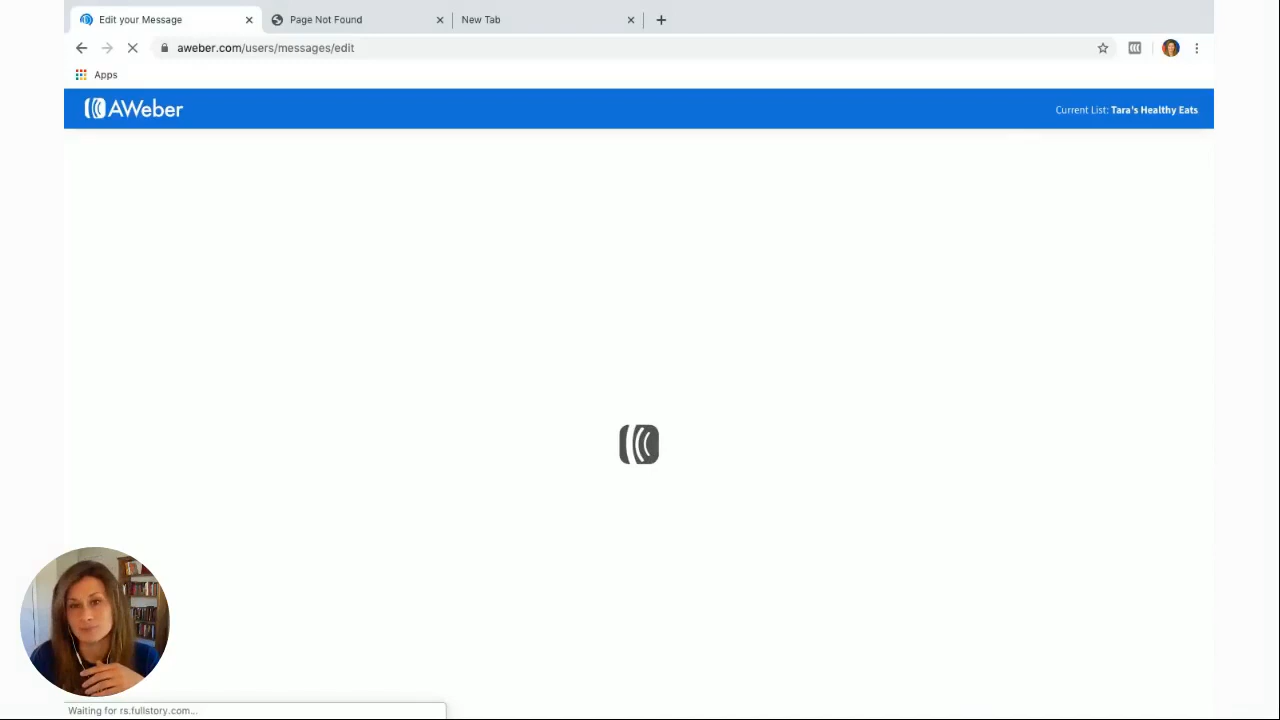 Edit your Message
Page Not Found
New Tab
aweber.com/users/messages/edit
Apps
AWeber
Current List: Tara's Healthy Eats
Waiting for rs.fullstory.com...